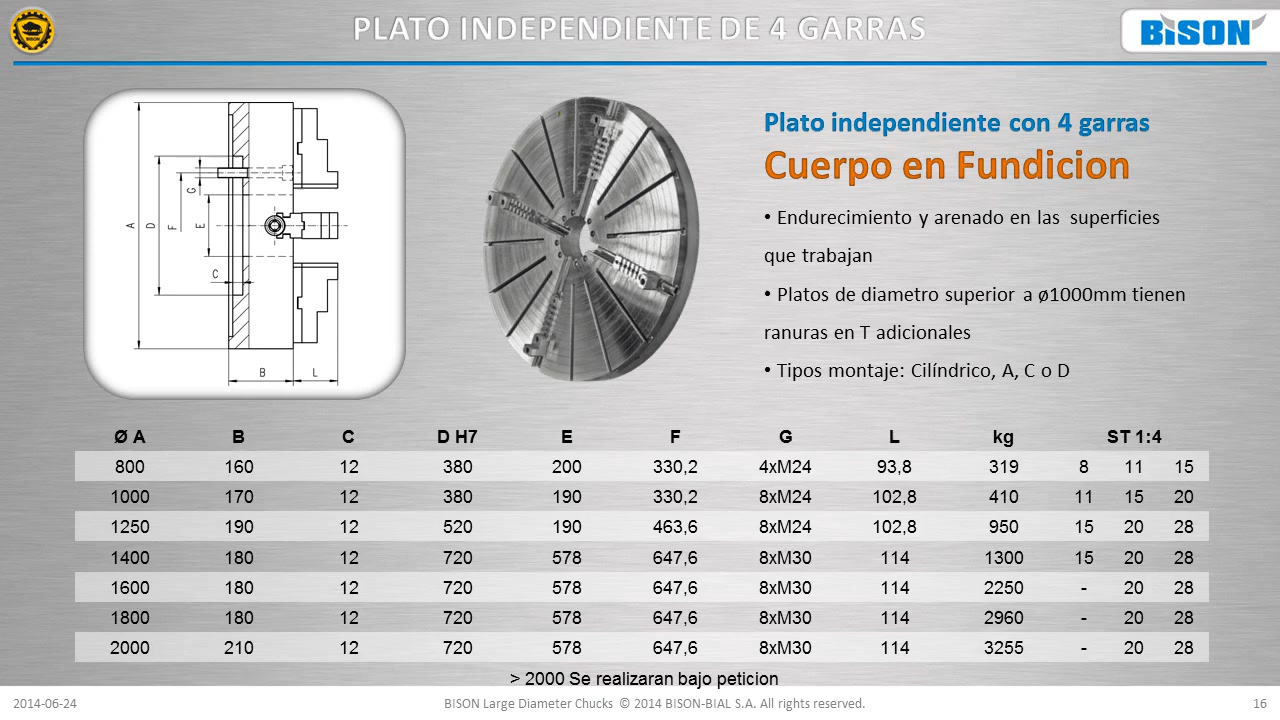 PLATO INDEPENDIENTE DE 4 GARRAS
BISON
BISON
A
D
F
G
E
C
B
L
Plato independiente con 4 garras
Cuerpo en Fundicion
• Endurecimiento y arenado en las superficies
que trabajan
• Platos de diametro superior a ø1000mm tienen
ranuras en T adicionales
• Tipos montaje: Cilíndrico, A, C o D
Ø A B C D H7 E F G L kg ST 1:4
800 160 12 380 200 330,2 4xM24 93,8 319 8 11 15
1000 170 12 380 190 330,2 8xM24 102,8 410 11 15 20
1250 190 12 520 190 463,6 8xM24 102,8 950 15 20 28
1400 180 12 720 578 647,6 8xM30 114 1300 15 20 28
1600 180 12 720 578 647,6 8xM30 114 2250 - 20 28
1800 180 12 720 578 647,6 8xM30 114 2960 - 20 28
2000 210 12 720 578 647,6 8xM30 114 3255 - 20 28
> 2000 Se realizaran bajo peticion
2014-06-24 BISON Large Diameter Chucks © 2014 BISON-BIAL S.A. All rights reserved. 16